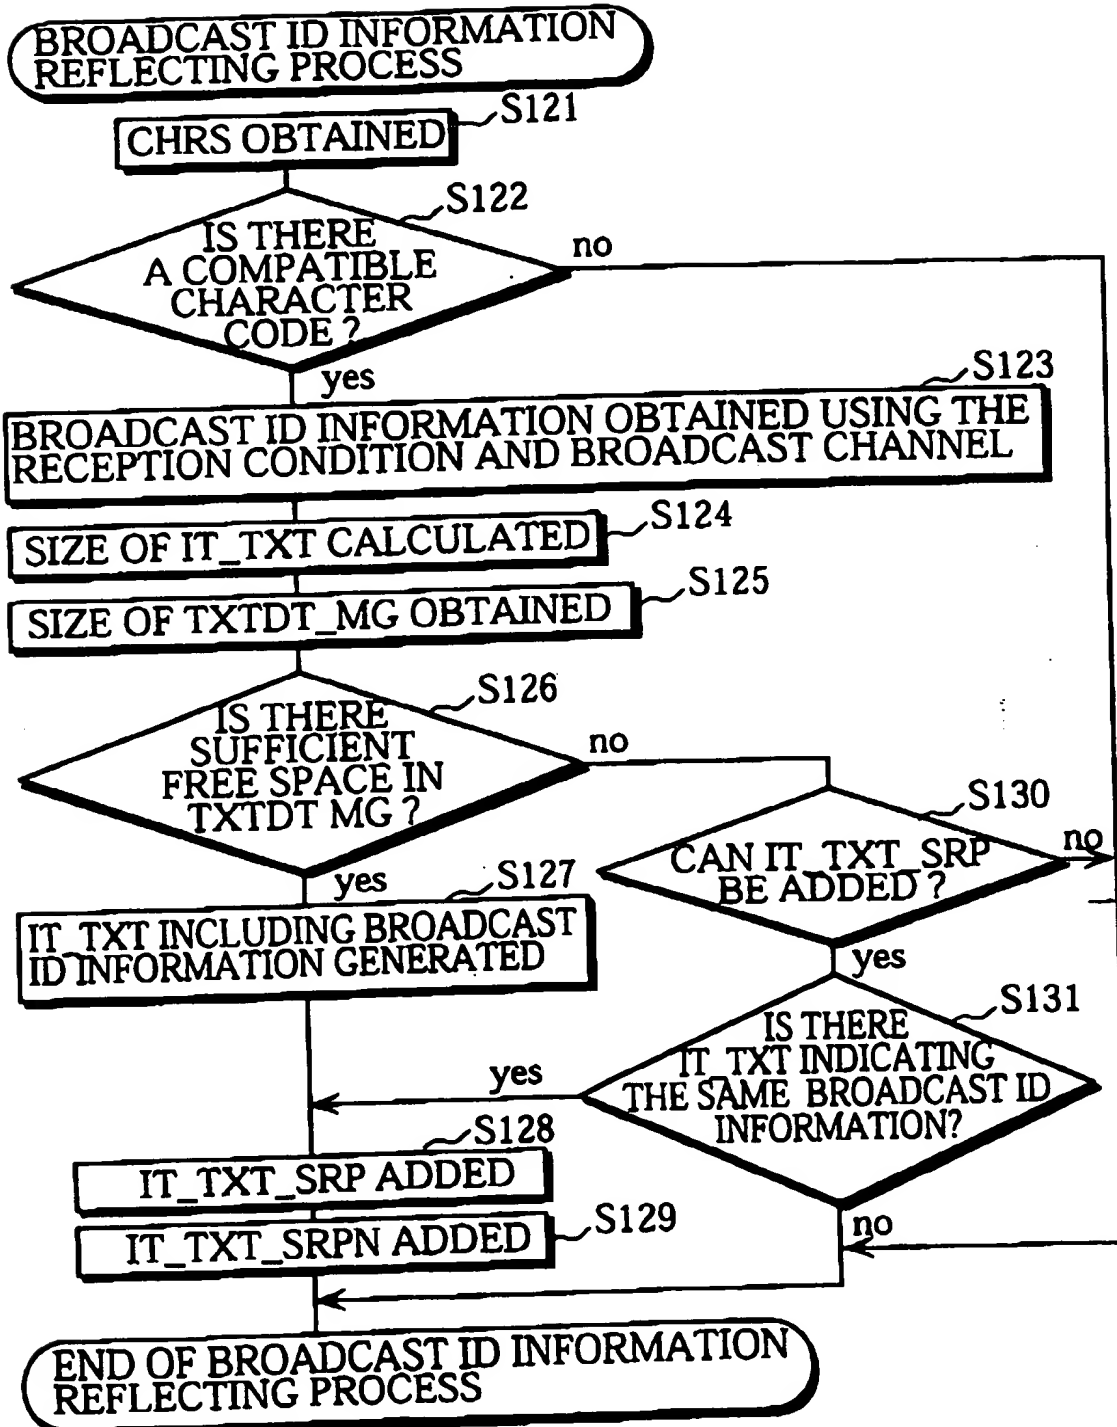 BROADCAST ID INFORMATION
REFLECTING PROCESS
S121
CHRS OBTAINED
S122
IS THERE
A COMPATIBLE
CHARACTER
CODE ?
no
yes
S123
BROADCAST ID INFORMATION OBTAINED USING THE
RECEPTION CONDITION AND BROADCAST CHANNEL
S124
SIZE OF IT_TXT CALCULATED
S125
SIZE OF TXTDT_MG OBTAINED
S126
IS THERE
SUFFICIENT
FREE SPACE IN
TXTDT MG ?
no
yes
S130
CAN IT_TXT_SRP
BE ADDED ?
no
yes
S127
IT_TXT INCLUDING BROADCAST
ID INFORMATION GENERATED
S131
IS THERE
IT_TXT INDICATING
THE SAME BROADCAST ID
INFORMATION?
yes
no
S128
IT_TXT_SRP ADDED
S129
IT_TXT_SRPN ADDED
END OF BROADCAST ID INFORMATION
REFLECTING PROCESS